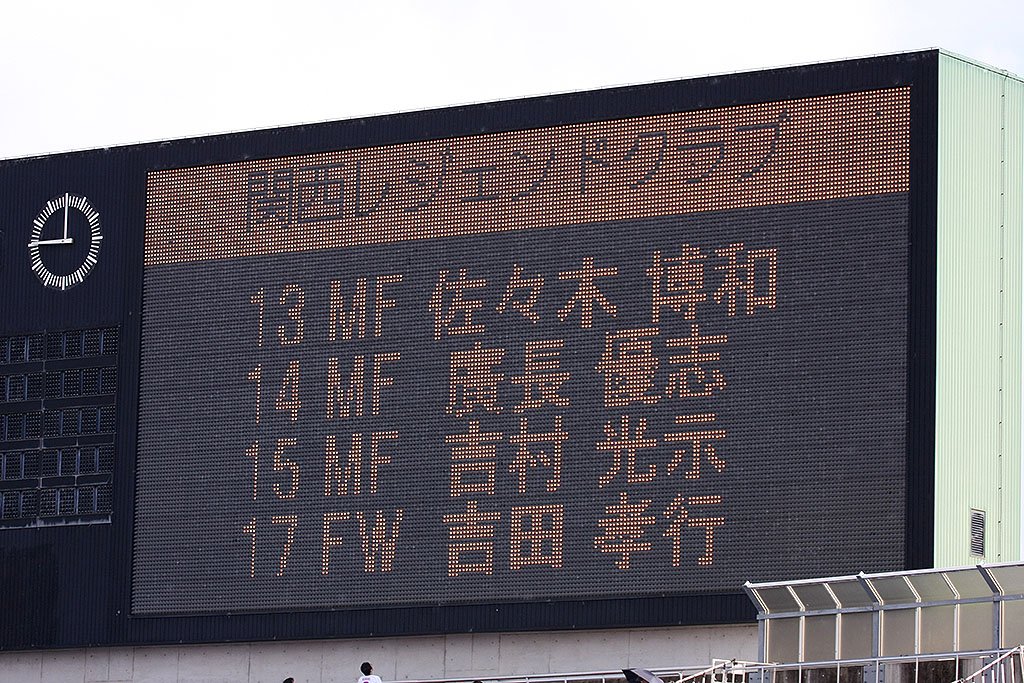 関西レジェンドクラブ
13 MF 佐々木 博和
14 MF 廣長 優志
15 MF 吉村 光示
17 FW 吉田 孝行